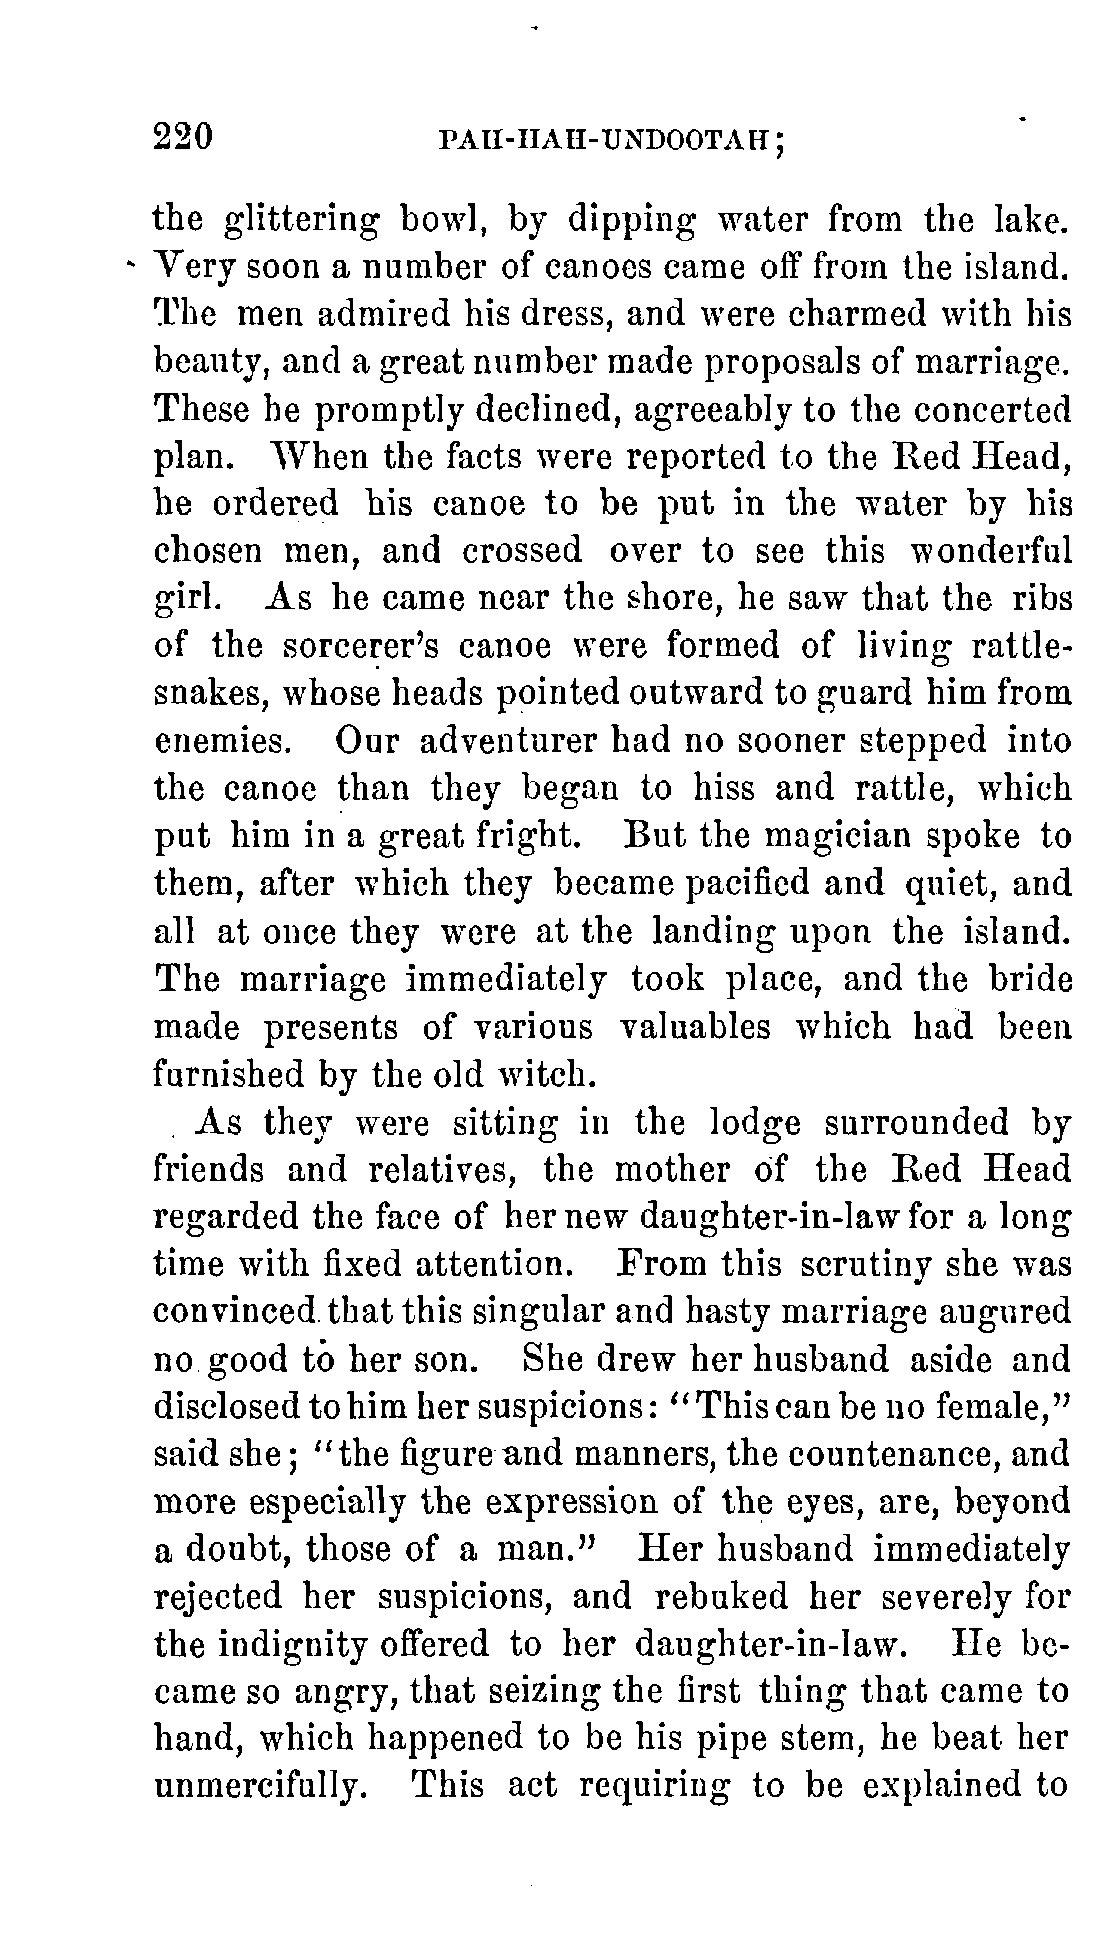 220 PAH-HAH-UNDOOTAH;
the glittering bowl, by dipping water from the lake.
Very soon a number of canoes came off from the island.
The men admired his dress, and were charmed with his
beauty, and a great number made proposals of marriage.
These he promptly declined, agreeably to the concerted
plan. When the facts were reported to the Red Head,
he ordered his canoe to be put in the water by his
chosen men, and crossed over to see this wonderful
girl. As he came near the shore, he saw that the ribs
of the sorcerer's canoe were formed of living rattle-
snakes, whose heads pointed outward to guard him from
enemies. Our adventurer had no sooner stepped into
the canoe than they began to hiss and rattle, which
put him in a great fright. But the magician spoke to
them, after which they became pacified and quiet, and
all at once they were at the landing upon the island.
The marriage immediately took place, and the bride
made presents of various valuables which had been
furnished by the old witch.
As they were sitting in the lodge surrounded by
friends and relatives, the mother of the Red Head
regarded the face of her new daughter-in-law for a long
time with fixed attention. From this scrutiny she was
convinced that this singular and hasty marriage augured
no good to her son. She drew her husband aside and
disclosed to him her suspicions: "This can be no female,"
said she; "the figure and manners, the countenance, and
more especially the expression of the eyes, are, beyond
a doubt, those of a man." Her husband immediately
rejected her suspicions, and rebuked her severely for
the indignity offered to her daughter-in-law. He be-
came so angry, that seizing the first thing that came to
hand, which happened to be his pipe stem, he beat her
unmercifully. This act requiring to be explained to